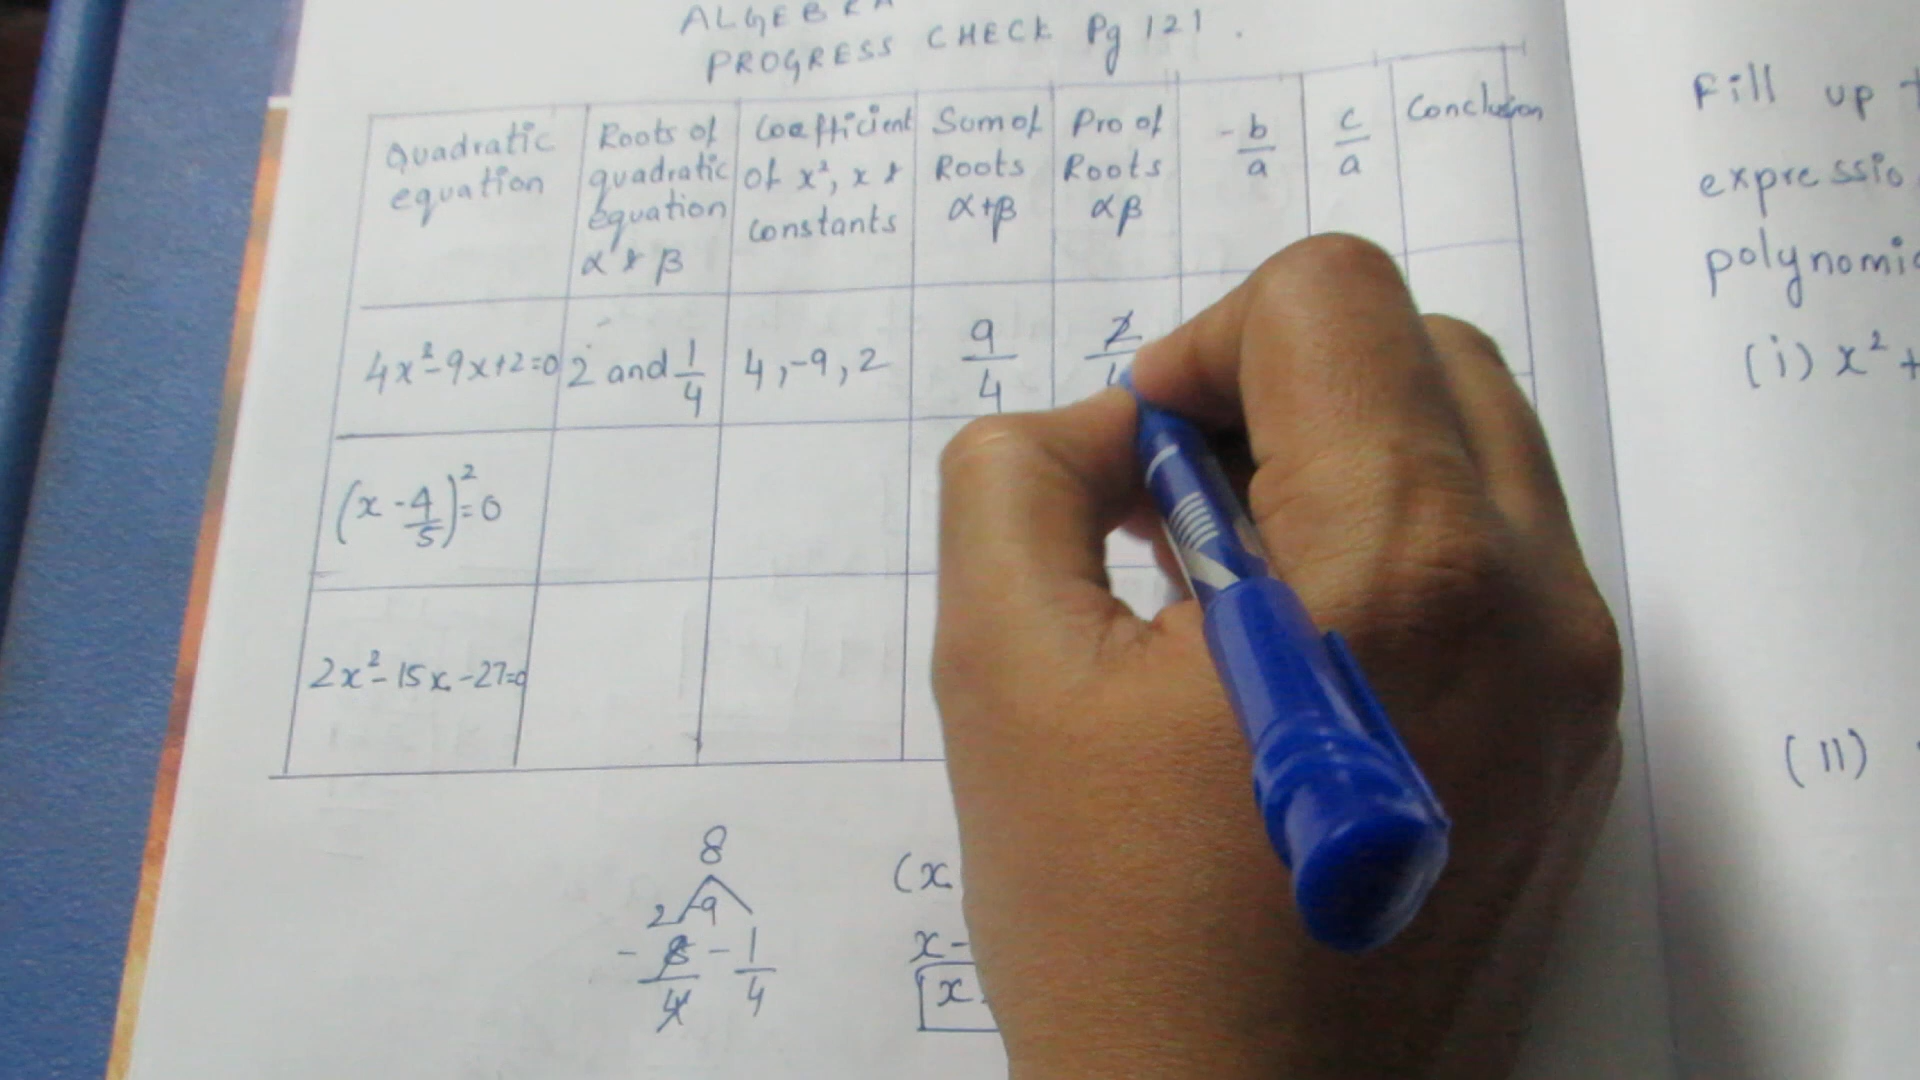 ALGEBRA
PROGRESS CHECK Pg 121.
Quadratic equation
Roots of quadratic equation α & β
Coefficient of x², x & constants
Sum of Roots α+β
Pro of Roots αβ
-b/a
c/a
Conclusion
4x²-9x+2=0
2 and 1/4
4,-9,2
9/4
2/4
(x-4/5)²=0
2x²-15x-27=0
8
2 9
-8/4 -1/4
(x
x-
x
Fill up
expressio
polynomi
(i) x²+
(II)